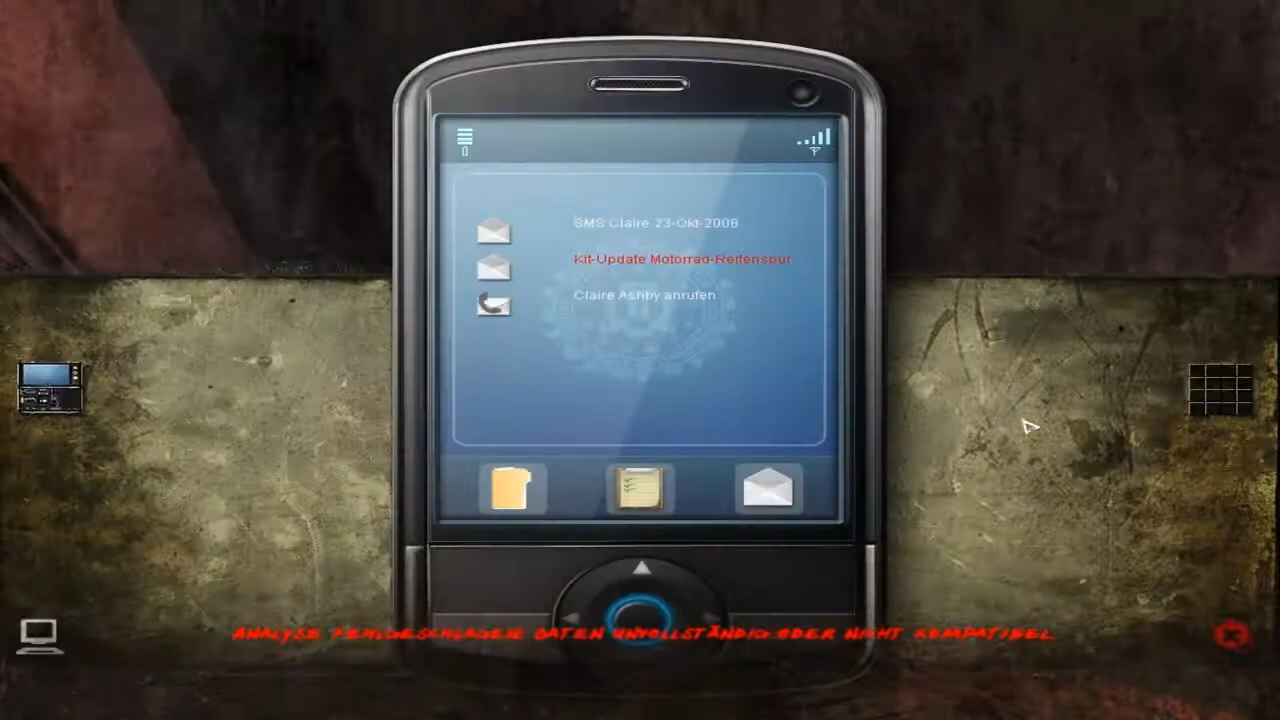 SMS Claire 23-Okt-2008
Kit-Update Motorrad-Reifenspur
Claire Ashby anrufen
ANALYSE FEHLGESCHLAGEN: DATEN UNVOLLSTÄNDIG ODER NICHT KOMPATIBEL